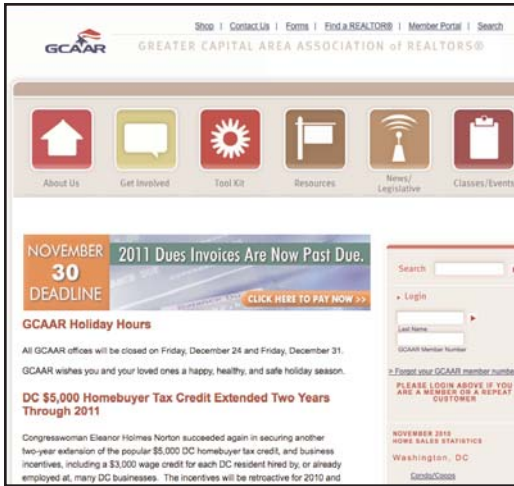 Shop | Contact Us | Forms | Find a REALTOR® | Member Portal | Search
GCAAR
GREATER CAPITAL AREA ASSOCIATION of REALTORS®
About Us
Get Involved
Tool Kit
Resources
News/
Legislative
Classes/Events
NOVEMBER
30
DEADLINE
2011 Dues Invoices Are Now Past Due.
CLICK HERE TO PAY NOW >>
GCAAR Holiday Hours
All GCAAR offices will be closed on Friday, December 24 and Friday, December 31.
GCAAR wishes you and your loved ones a happy, healthy, and safe holiday season.
DC $5,000 Homebuyer Tax Credit Extended Two Years
Through 2011
Congresswoman Eleanor Holmes Norton succeeded again in securing another
two-year extension of the popular $5,000 DC homebuyer tax credit, and business
incentives, including a $3,000 wage credit for each DC resident hired by, or already
employed at, many DC businesses. The incentives will be retroactive for 2010 and
Search
Login
Last Name
GCAAR Member Number
> Forgot your GCAAR member number
PLEASE LOGIN ABOVE IF YOU
ARE A MEMBER OR A REPEAT
CUSTOMER
NOVEMBER 2010
HOME SALES STATISTICS
Washington, DC
Condo/Coops